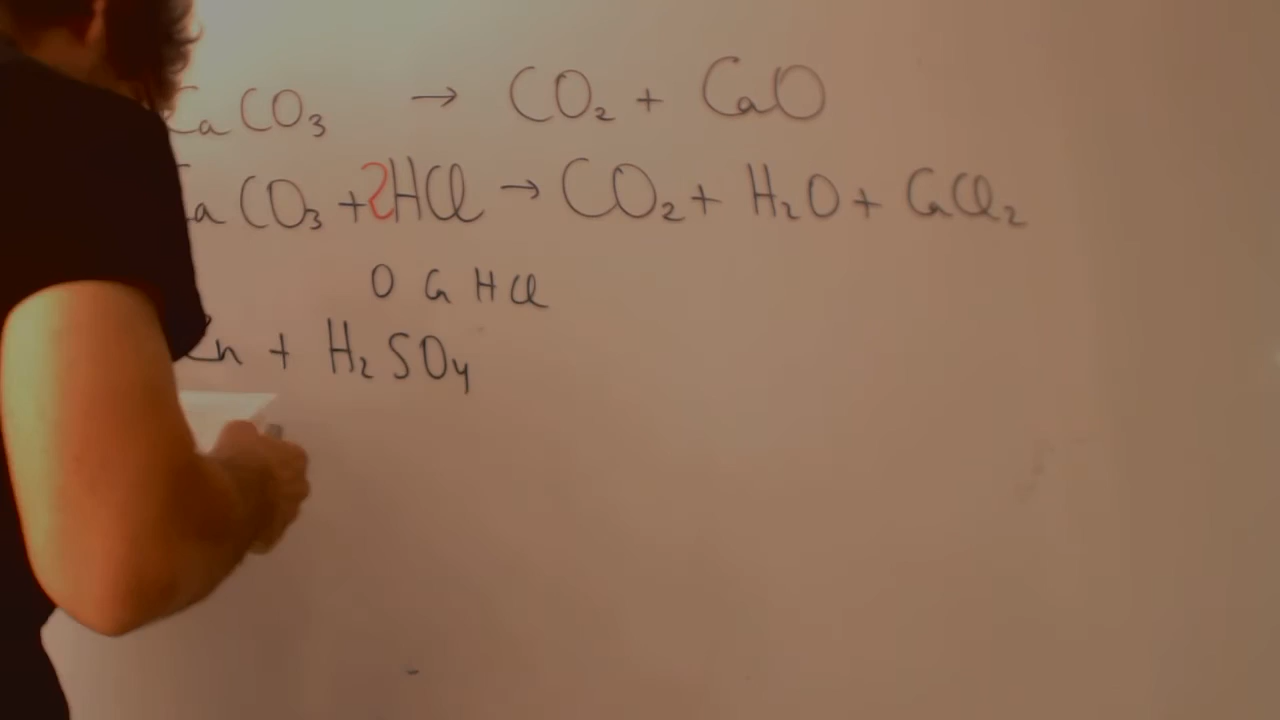 CaCO₃ → CO₂ + CaO
CaCO₃ + 2HCl → CO₂ + H₂O + CaCl₂
O Ca H Cl
Zn + H₂SO₄